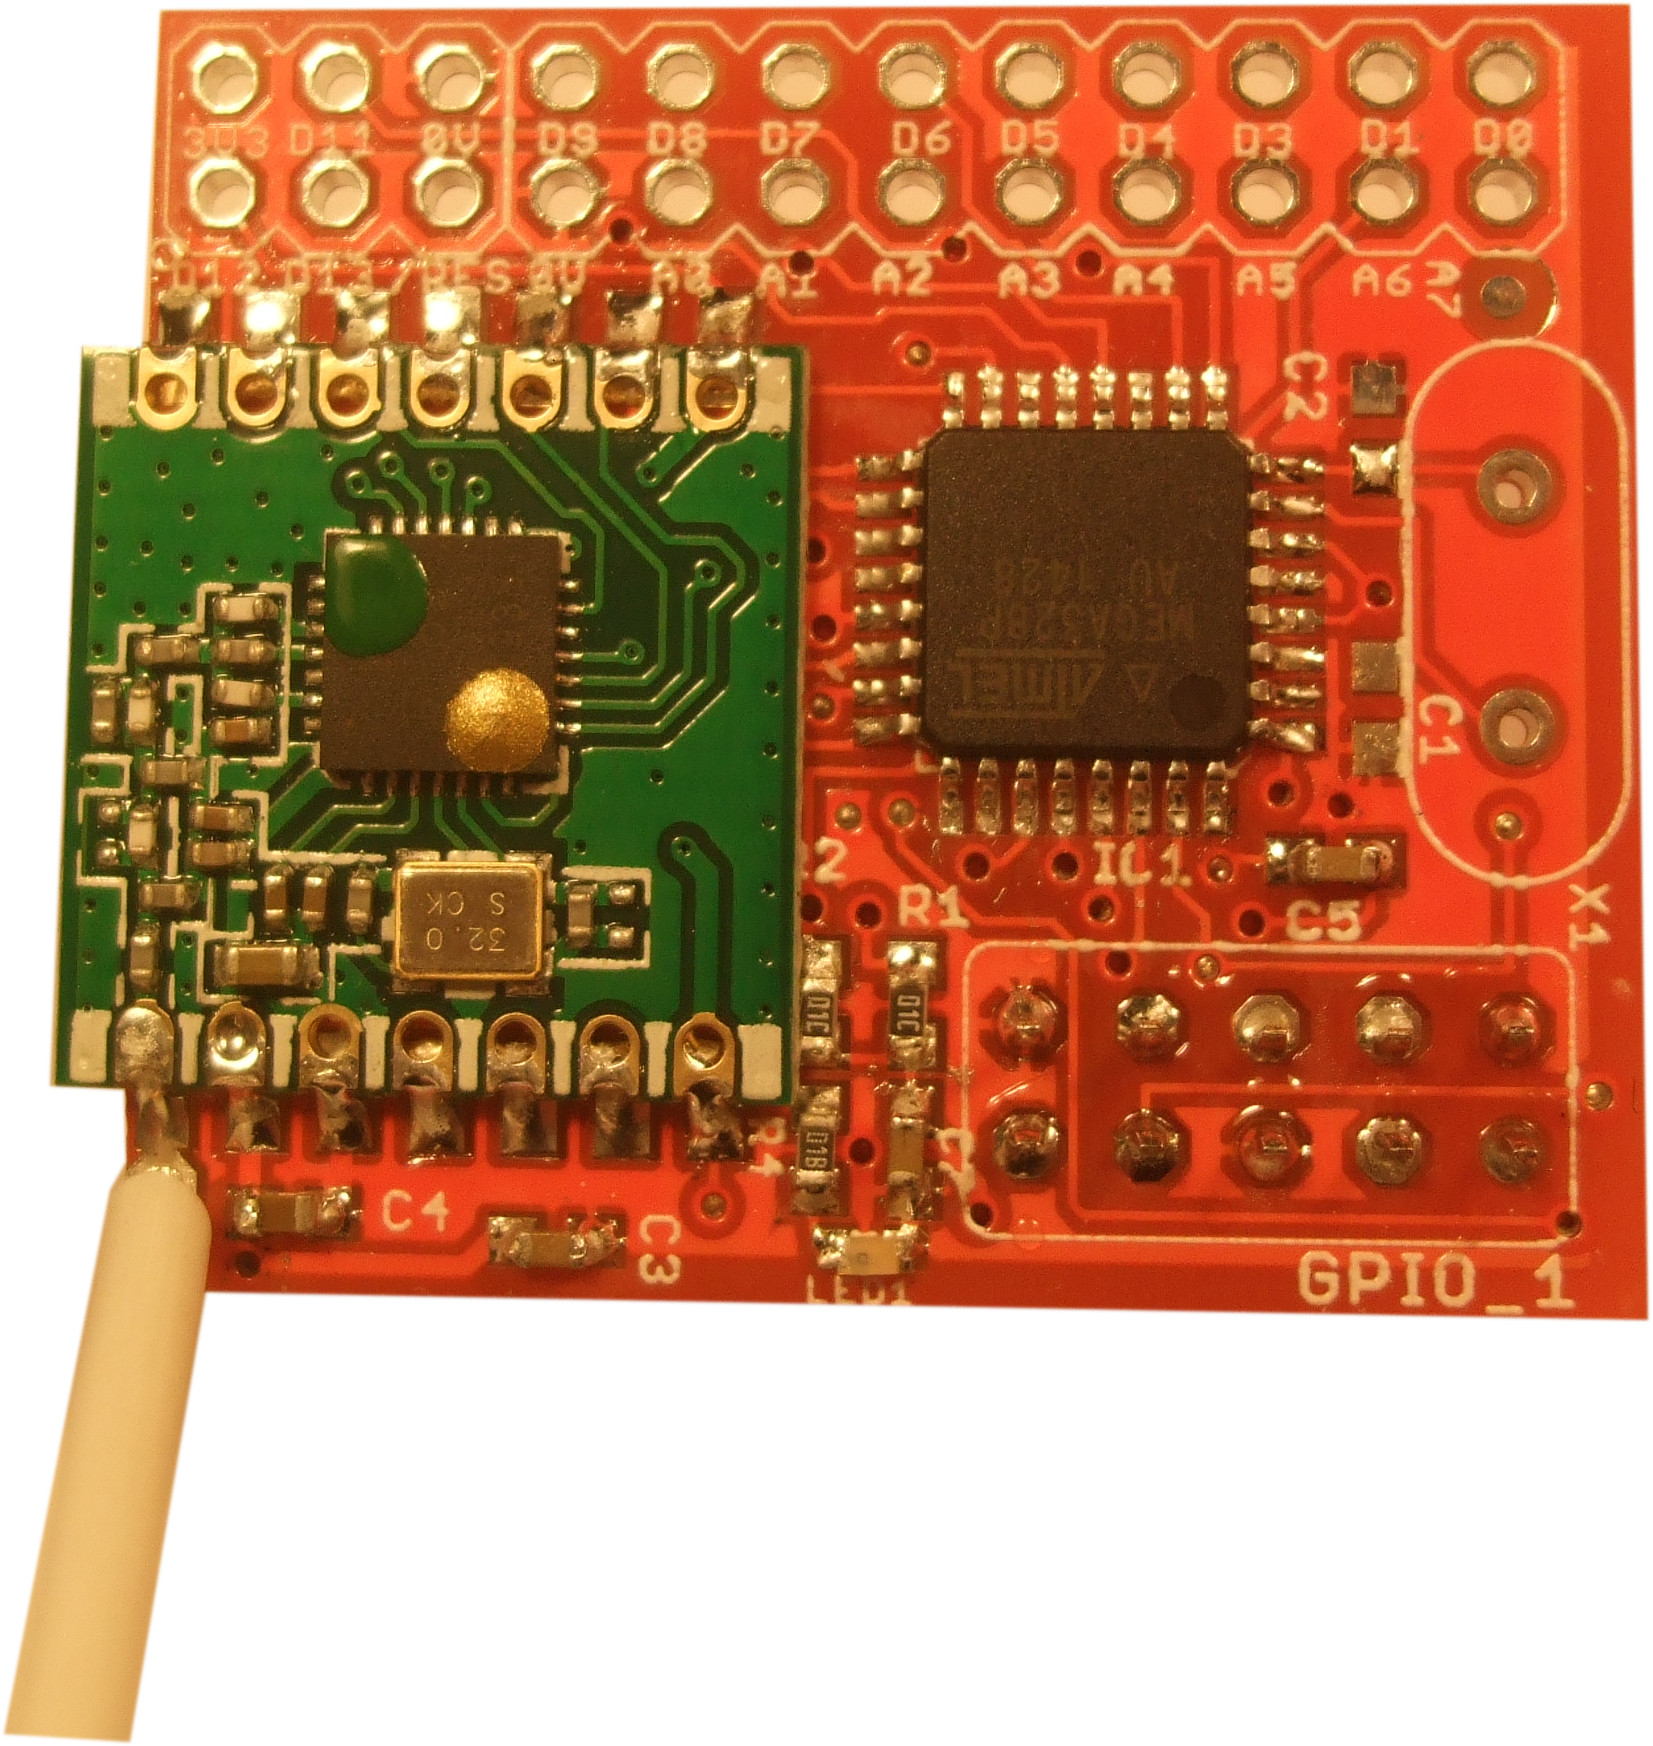 3V3 D11 0V D9 D8 D7 D6 D5 D4 D3 D1 D0
D12 D13 /RES 0V A0 A1 A2 A3 A4 A5 A6 A7
C2
ATMEL
MEGA328P
AU 1428
C1
X1
32.0
S CK
IC1
R1
C5
01C
01C
01B
C4
C3
LED1
GPIO_1